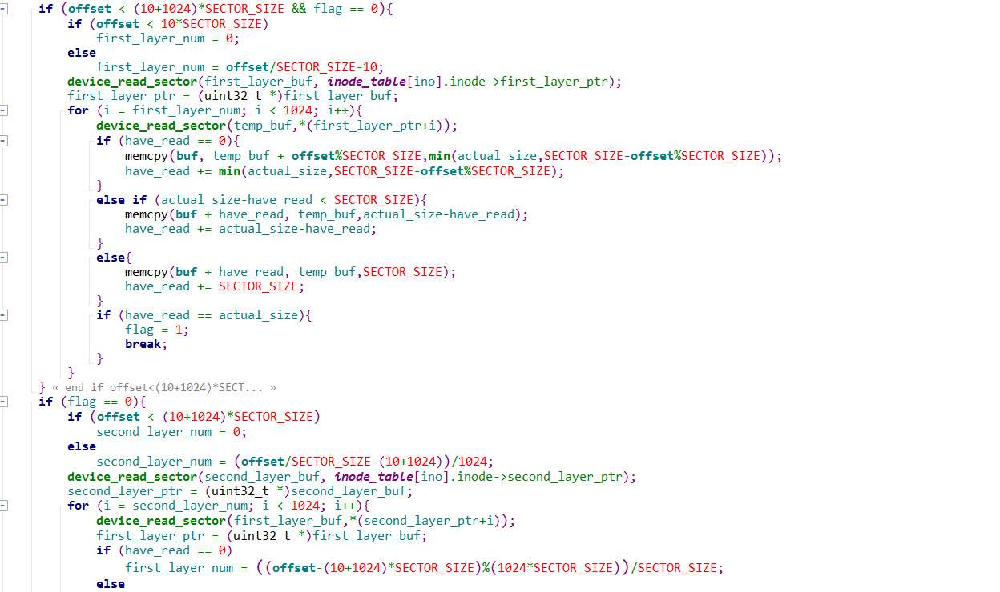 if (offset < (10+1024)*SECTOR_SIZE && flag == 0){
    if (offset < 10*SECTOR_SIZE)
        first_layer_num = 0;
    else
        first_layer_num = offset/SECTOR_SIZE-10;
    device_read_sector(first_layer_buf, inode_table[ino].inode->first_layer_ptr);
    first_layer_ptr = (uint32_t *)first_layer_buf;
    for (i = first_layer_num; i < 1024; i++){
        device_read_sector(temp_buf,*(first_layer_ptr+i));
        if (have_read == 0){
            memcpy(buf, temp_buf + offset%SECTOR_SIZE,min(actual_size,SECTOR_SIZE-offset%SECTOR_SIZE));
            have_read += min(actual_size,SECTOR_SIZE-offset%SECTOR_SIZE);
        }
        else if (actual_size-have_read < SECTOR_SIZE){
            memcpy(buf + have_read, temp_buf,actual_size-have_read);
            have_read += actual_size-have_read;
        }
        else{
            memcpy(buf + have_read, temp_buf,SECTOR_SIZE);
            have_read += SECTOR_SIZE;
        }
        if (have_read == actual_size){
            flag = 1;
            break;
        }
    }
} « end if offset<(10+1024)*SECT... »
if (flag == 0){
    if (offset < (10+1024)*SECTOR_SIZE)
        second_layer_num = 0;
    else
        second_layer_num = (offset/SECTOR_SIZE-(10+1024))/1024;
    device_read_sector(second_layer_buf, inode_table[ino].inode->second_layer_ptr);
    second_layer_ptr = (uint32_t *)second_layer_buf;
    for (i = second_layer_num; i < 1024; i++){
        device_read_sector(first_layer_buf,*(second_layer_ptr+i));
        first_layer_ptr = (uint32_t *)first_layer_buf;
        if (have_read == 0)
            first_layer_num = ((offset-(10+1024)*SECTOR_SIZE)%(1024*SECTOR_SIZE))/SECTOR_SIZE;
        else